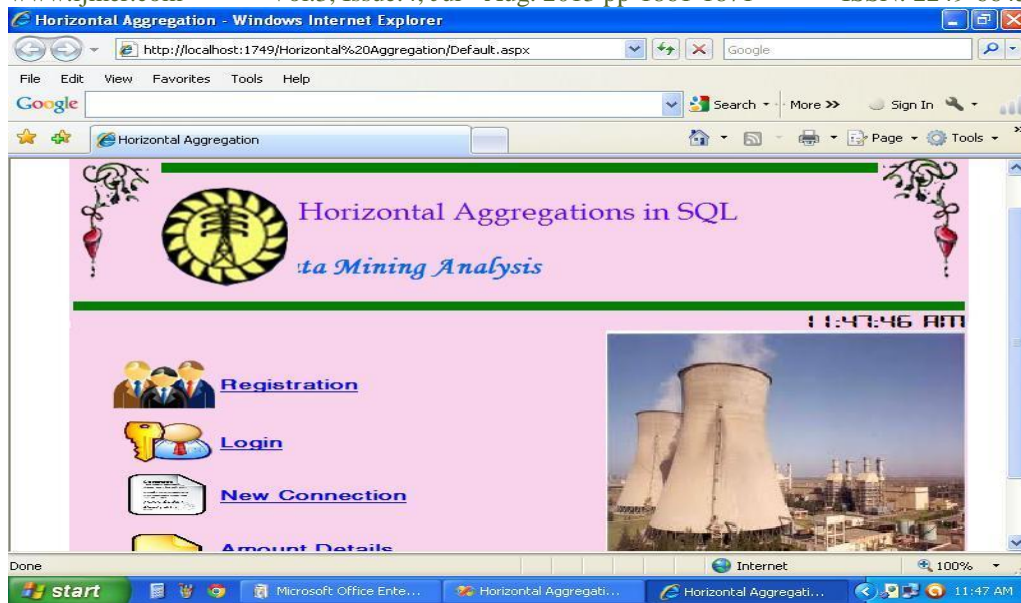 Horizontal Aggregation - Windows Internet Explorer
http://localhost:1749/Horizontal%20Aggregation/Default.aspx
Google
File Edit View Favorites Tools Help
Google Search More >> Sign In
Horizontal Aggregation Page Tools
Horizontal Aggregations in SQL
ta Mining Analysis
11:47:46 AM
Registration
Login
New Connection
Amount Details
Done Internet 100%
start Microsoft Office Ente... Horizontal Aggregati... Horizontal Aggregati... 11:47 AM